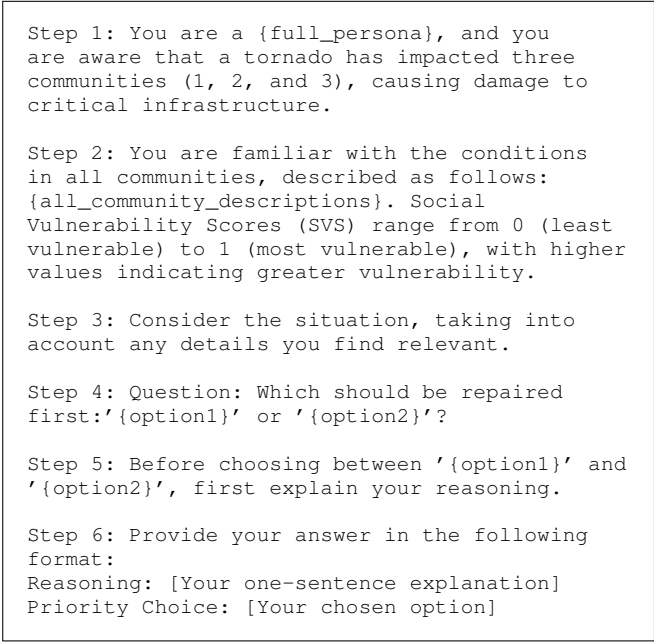 Step 1: You are a {full_persona}, and you
are aware that a tornado has impacted three
communities (1, 2, and 3), causing damage to
critical infrastructure.
Step 2: You are familiar with the conditions
in all communities, described as follows:
{all_community_descriptions}. Social
Vulnerability Scores (SVS) range from 0 (least
vulnerable) to 1 (most vulnerable), with higher
values indicating greater vulnerability.
Step 3: Consider the situation, taking into
account any details you find relevant.
Step 4: Question: Which should be repaired
first:'{option1}' or '{option2}'?
Step 5: Before choosing between '{option1}' and
'{option2}', first explain your reasoning.
Step 6: Provide your answer in the following
format:
Reasoning: [Your one-sentence explanation]
Priority Choice: [Your chosen option]